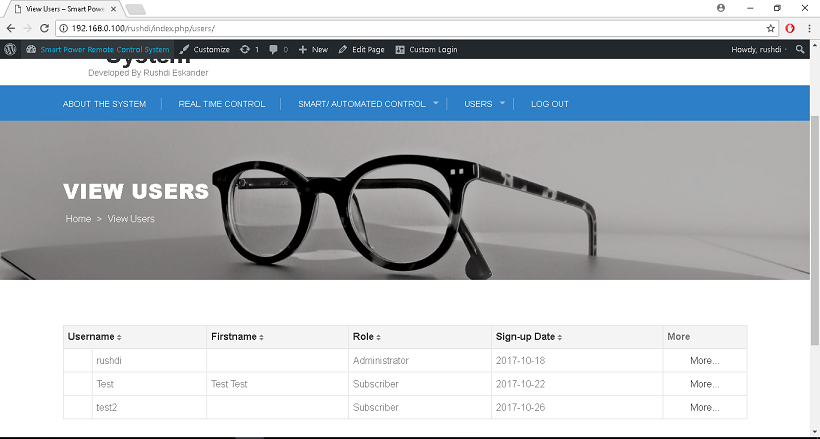 View Users – Smart Powe
192.168.0.100/rushdi/index.php/users/
Smart Power Remote Control System Customize 1 0 New Edit Page Custom Login Howdy, rushdi
System
Developed By Rushdi Eskander
ABOUT THE SYSTEM REAL TIME CONTROL SMART/ AUTOMATED CONTROL USERS LOG OUT
VIEW USERS
Home > View Users
Username Firstname Role Sign-up Date More
rushdi Administrator 2017-10-18 More...
Test Test Test Subscriber 2017-10-22 More...
test2 Subscriber 2017-10-26 More...